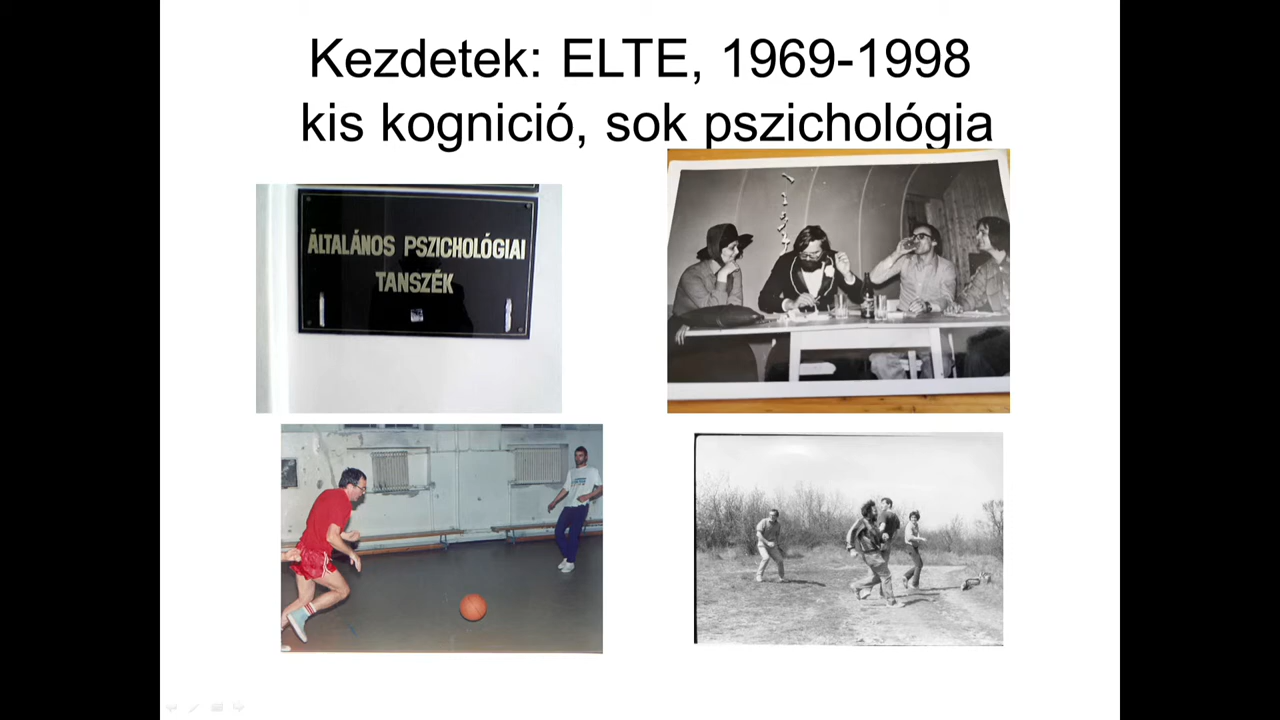 Kezdetek: ELTE, 1969-1998
kis kognició, sok pszichológia
ÁLTALÁNOS PSZICHOLÓGIAI
TANSZÉK